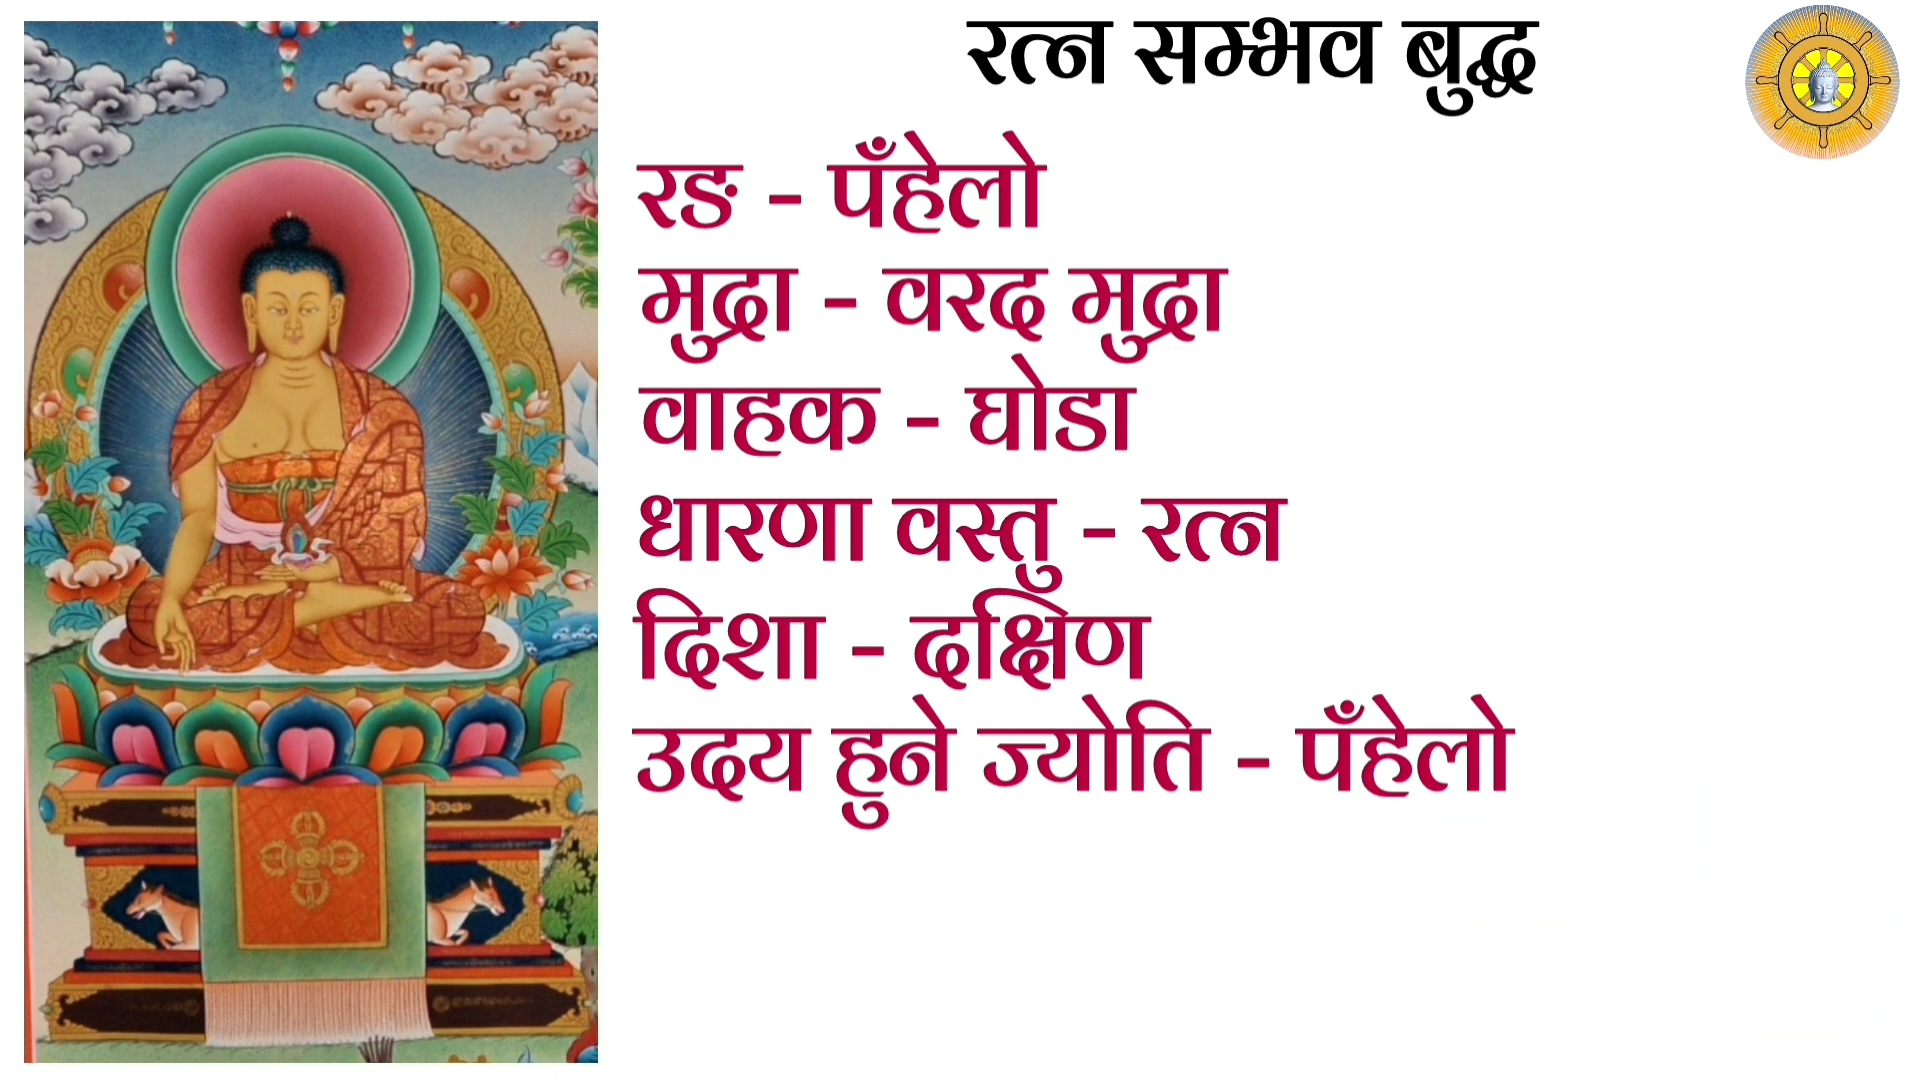 रत्न सम्भव बुद्ध
रङ - पँहेलो
मुद्रा - वरद मुद्रा
वाहक - घोडा
धारणा वस्तु - रत्न
दिशा - दक्षिण
उदय हुने ज्योति - पँहेलो